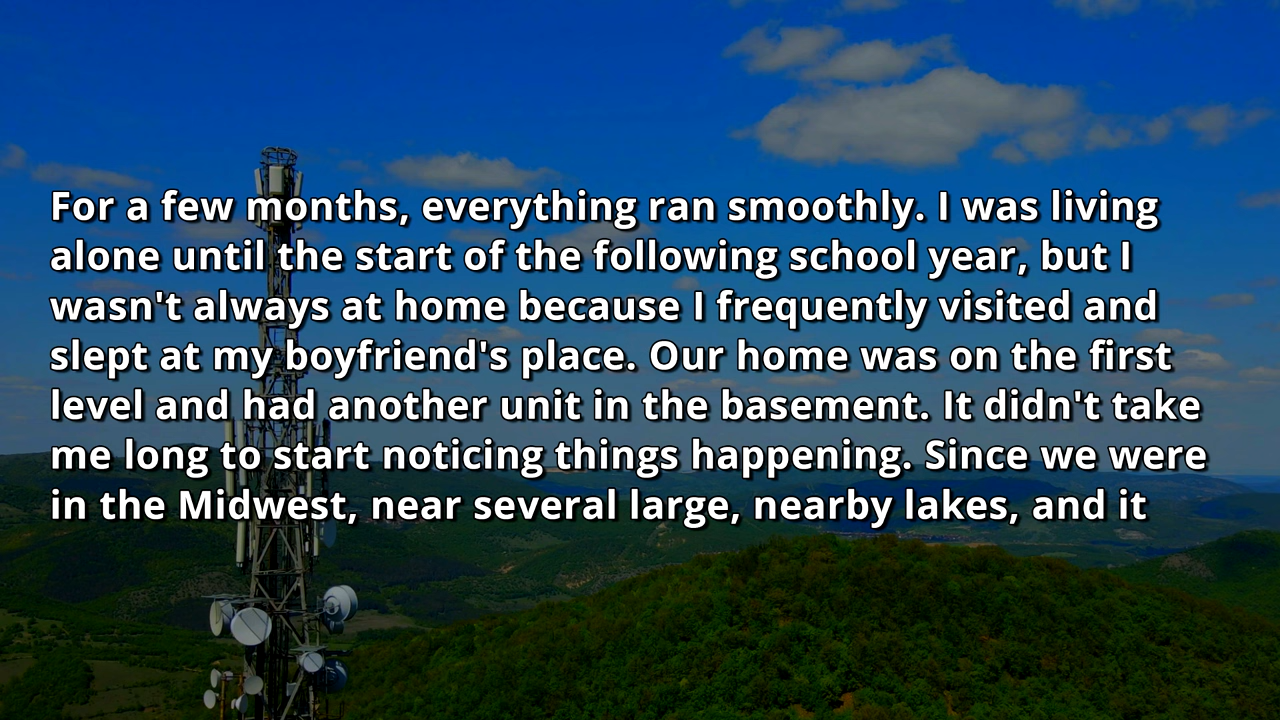 For a few months, everything ran smoothly. I was living
alone until the start of the following school year, but I
wasn't always at home because I frequently visited and
slept at my boyfriend's place. Our home was on the first
level and had another unit in the basement. It didn't take
me long to start noticing things happening. Since we were
in the Midwest, near several large, nearby lakes, and it